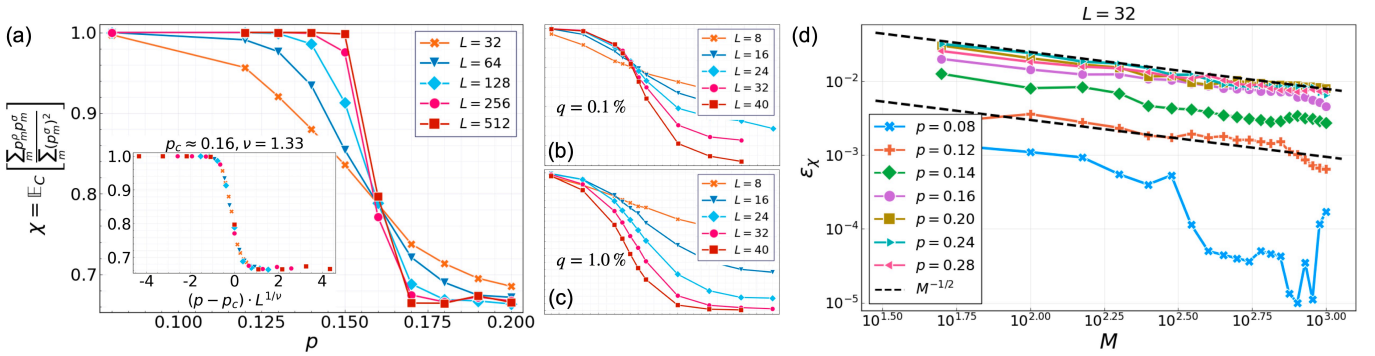 (a)
χ = 𝔼_C [ Σ_m p_m^ρ p_m^σ / Σ_m (p_m^σ)² ]
1.0
0.9
0.8
0.7
0.100
0.125
0.150
0.175
0.200
p
L = 32
L = 64
L = 128
L = 256
L = 512
p_c ≈ 0.16, ν = 1.33
1.0
0.9
0.8
0.7
-4
-2
0
2
4
(p − p_c) · L^{1/ν}
(b)
q = 0.1 %
L = 8
L = 16
L = 24
L = 32
L = 40
(c)
q = 1.0 %
L = 8
L = 16
L = 24
L = 32
L = 40
(d)
L = 32
ε_χ
10^{-2}
10^{-3}
10^{-4}
10^{-5}
p = 0.08
p = 0.12
p = 0.14
p = 0.16
p = 0.20
p = 0.24
p = 0.28
M^{-1/2}
10^{1.50}
10^{1.75}
10^{2.00}
10^{2.25}
10^{2.50}
10^{2.75}
10^{3.00}
M